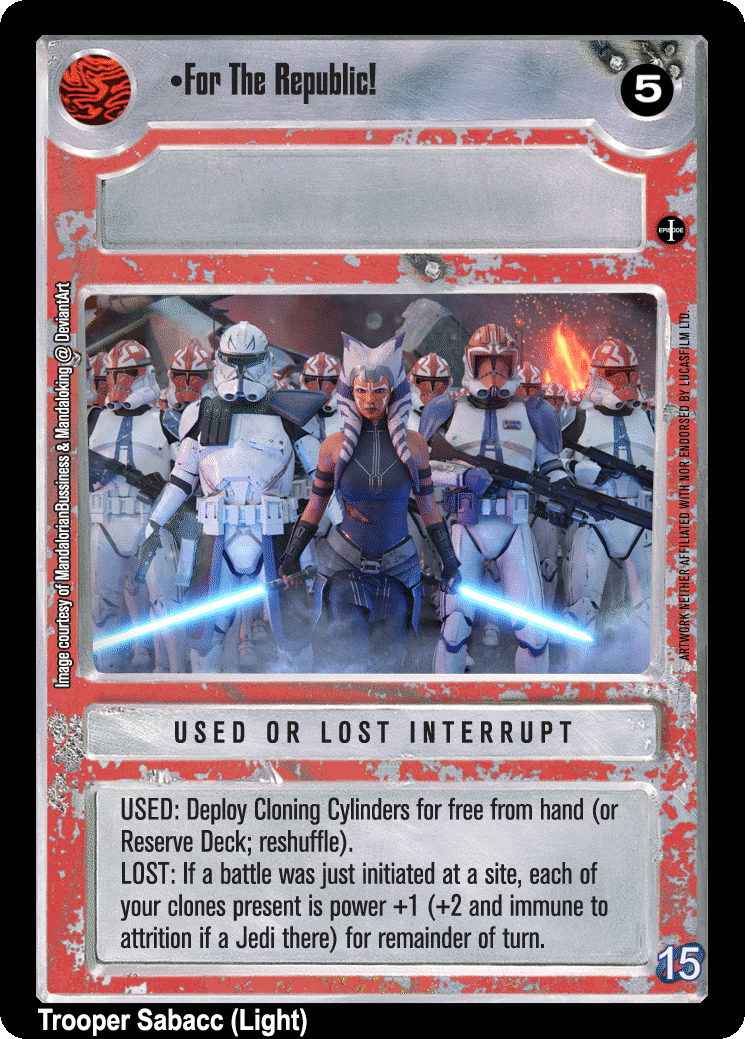 •For The Republic!
5
EPISODE
I
Image courtesy of MandalorianBussiness & Mandaloking @ DeviantArt
ARTWORK NEITHER AFFILIATED WITH NOR ENDORSED BY LUCASFILM LTD.
USED OR LOST INTERRUPT
USED: Deploy Cloning Cylinders for free from hand (or
Reserve Deck; reshuffle).
LOST: If a battle was just initiated at a site, each of
your clones present is power +1 (+2 and immune to
attrition if a Jedi there) for remainder of turn.
15
Trooper Sabacc (Light)